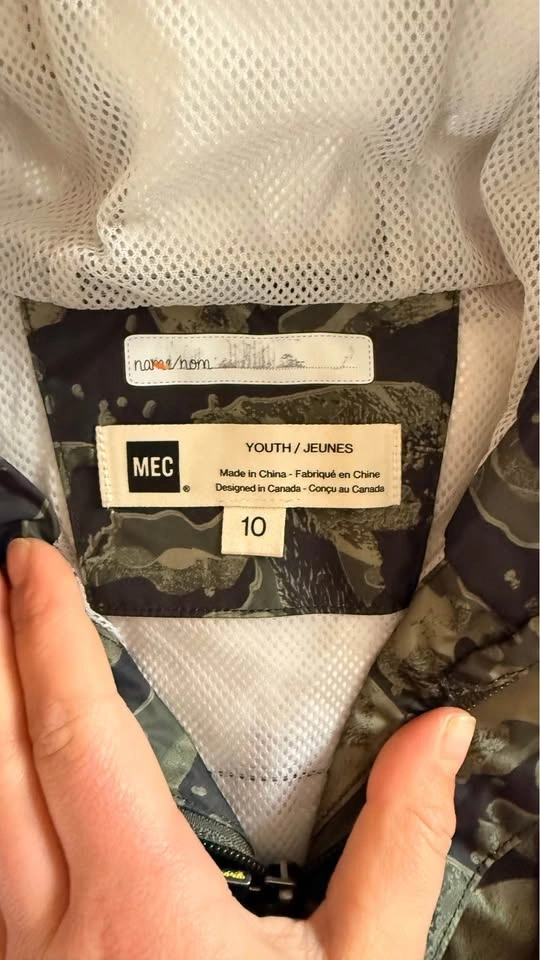 name/nom
MEC
®
YOUTH / JEUNES
Made in China - Fabriqué en Chine
Designed in Canada - Conçu au Canada
10